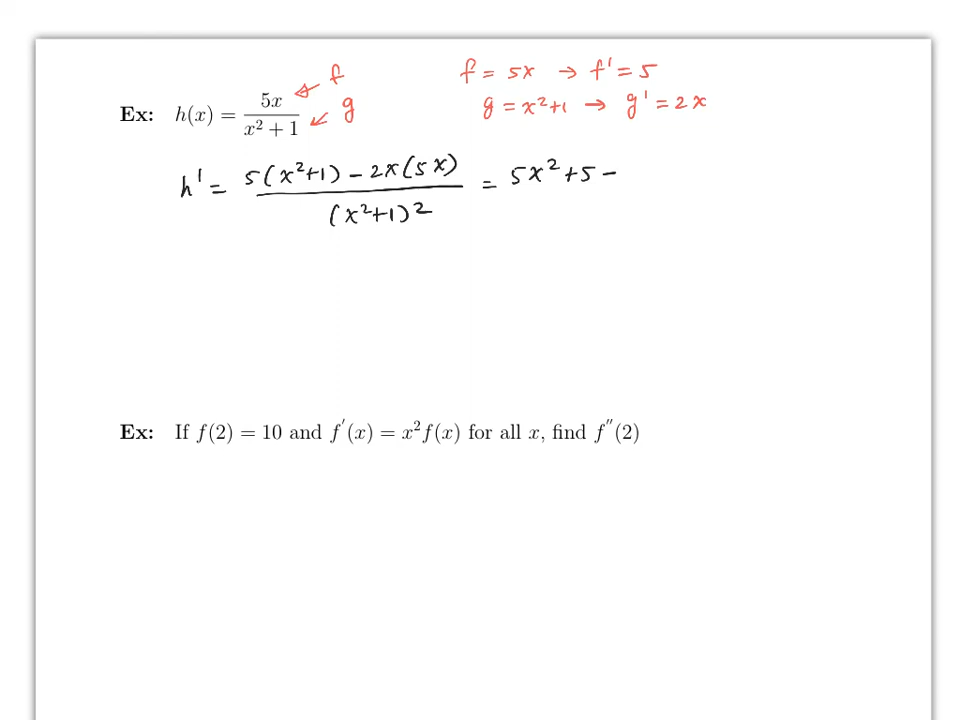 f f = 5x → f' = 5
Ex: h(x) = 5x / x² + 1 g g = x²+1 → g' = 2x
h' = 5(x²+1) - 2x(5x) / (x²+1)² = 5x²+5 -
Ex: If f(2) = 10 and f′(x) = x²f(x) for all x, find f″(2)